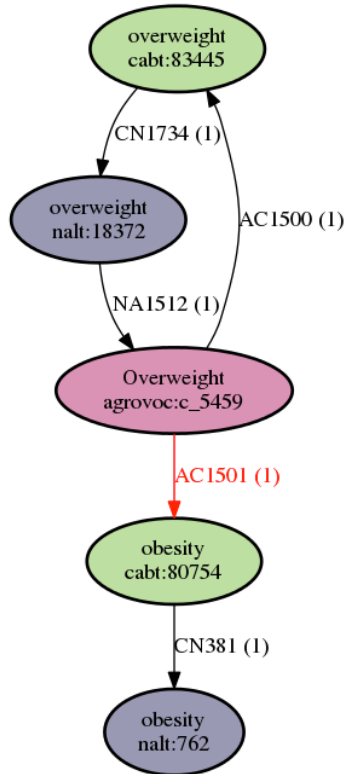 overweight
cabt:83445
CN1734 (1)
overweight
nalt:18372
AC1500 (1)
NA1512 (1)
Overweight
agrovoc:c_5459
AC1501 (1)
obesity
cabt:80754
CN381 (1)
obesity
nalt:762